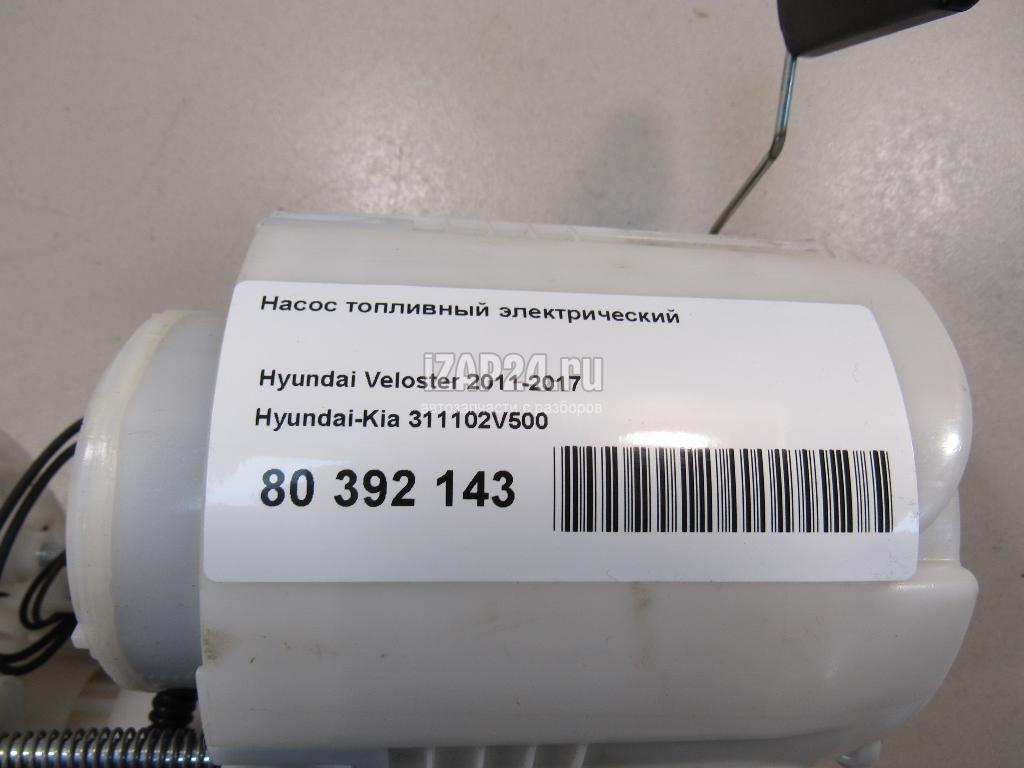 Насос топливный электрический
iZAP24.ru
Hyundai Veloster 2011-2017
автозапчасти с разборов
Hyundai-Kia 311102V500
80 392 143